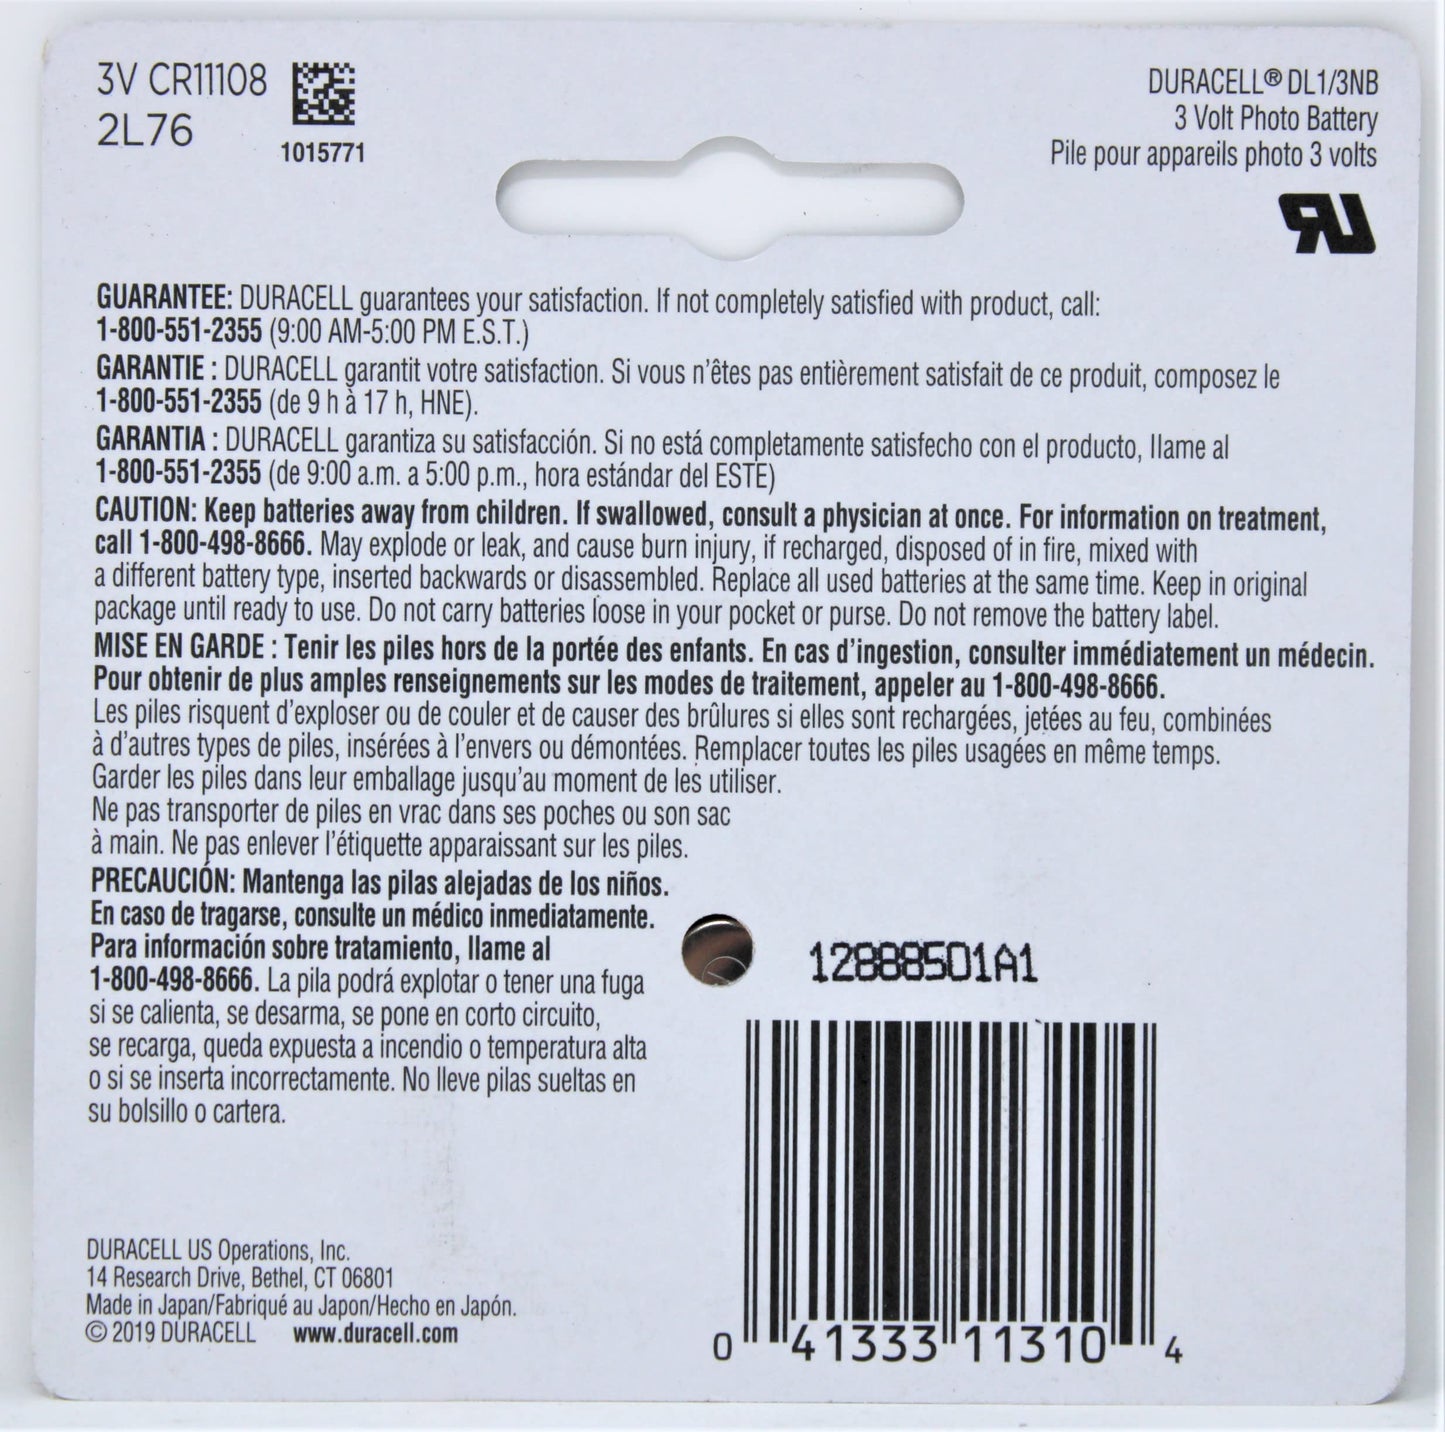 3V CR11108
2L76
1015771
DURACELL® DL1/3NB
3 Volt Photo Battery
Pile pour appareils photo 3 volts
GUARANTEE: DURACELL guarantees your satisfaction. If not completely satisfied with product, call:
1-800-551-2355 (9:00 AM-5:00 PM E.S.T.)
GARANTIE : DURACELL garantit votre satisfaction. Si vous n'êtes pas entièrement satisfait de ce produit, composez le
1-800-551-2355 (de 9 h à 17 h, HNE).
GARANTIA : DURACELL garantiza su satisfacción. Si no está completamente satisfecho con el producto, llame al
1-800-551-2355 (de 9:00 a.m. a 5:00 p.m., hora estándar del ESTE)
CAUTION: Keep batteries away from children. If swallowed, consult a physician at once. For information on treatment,
call 1-800-498-8666. May explode or leak, and cause burn injury, if recharged, disposed of in fire, mixed with
a different battery type, inserted backwards or disassembled. Replace all used batteries at the same time. Keep in original
package until ready to use. Do not carry batteries loose in your pocket or purse. Do not remove the battery label.
MISE EN GARDE : Tenir les piles hors de la portée des enfants. En cas d'ingestion, consulter immédiatement un médecin.
Pour obtenir de plus amples renseignements sur les modes de traitement, appeler au 1-800-498-8666.
Les piles risquent d'exploser ou de couler et de causer des brûlures si elles sont rechargées, jetées au feu, combinées
à d'autres types de piles, insérées à l'envers ou démontées. Remplacer toutes les piles usagées en même temps.
Garder les piles dans leur emballage jusqu'au moment de les utiliser.
Ne pas transporter de piles en vrac dans ses poches ou son sac
à main. Ne pas enlever l'étiquette apparaissant sur les piles.
PRECAUCIÓN: Mantenga las pilas alejadas de los niños.
En caso de tragarse, consulte un médico inmediatamente.
Para información sobre tratamiento, llame al
1-800-498-8666. La pila podrá explotar o tener una fuga
si se calienta, se desarma, se pone en corto circuito,
se recarga, queda expuesta a incendio o temperatura alta
o si se inserta incorrectamente. No lleve pilas sueltas en
su bolsillo o cartera.
12888501A1
DURACELL US Operations, Inc.
14 Research Drive, Bethel, CT 06801
Made in Japan/Fabriqué au Japon/Hecho en Japón.
© 2019 DURACELL www.duracell.com
0 41333 11310 4